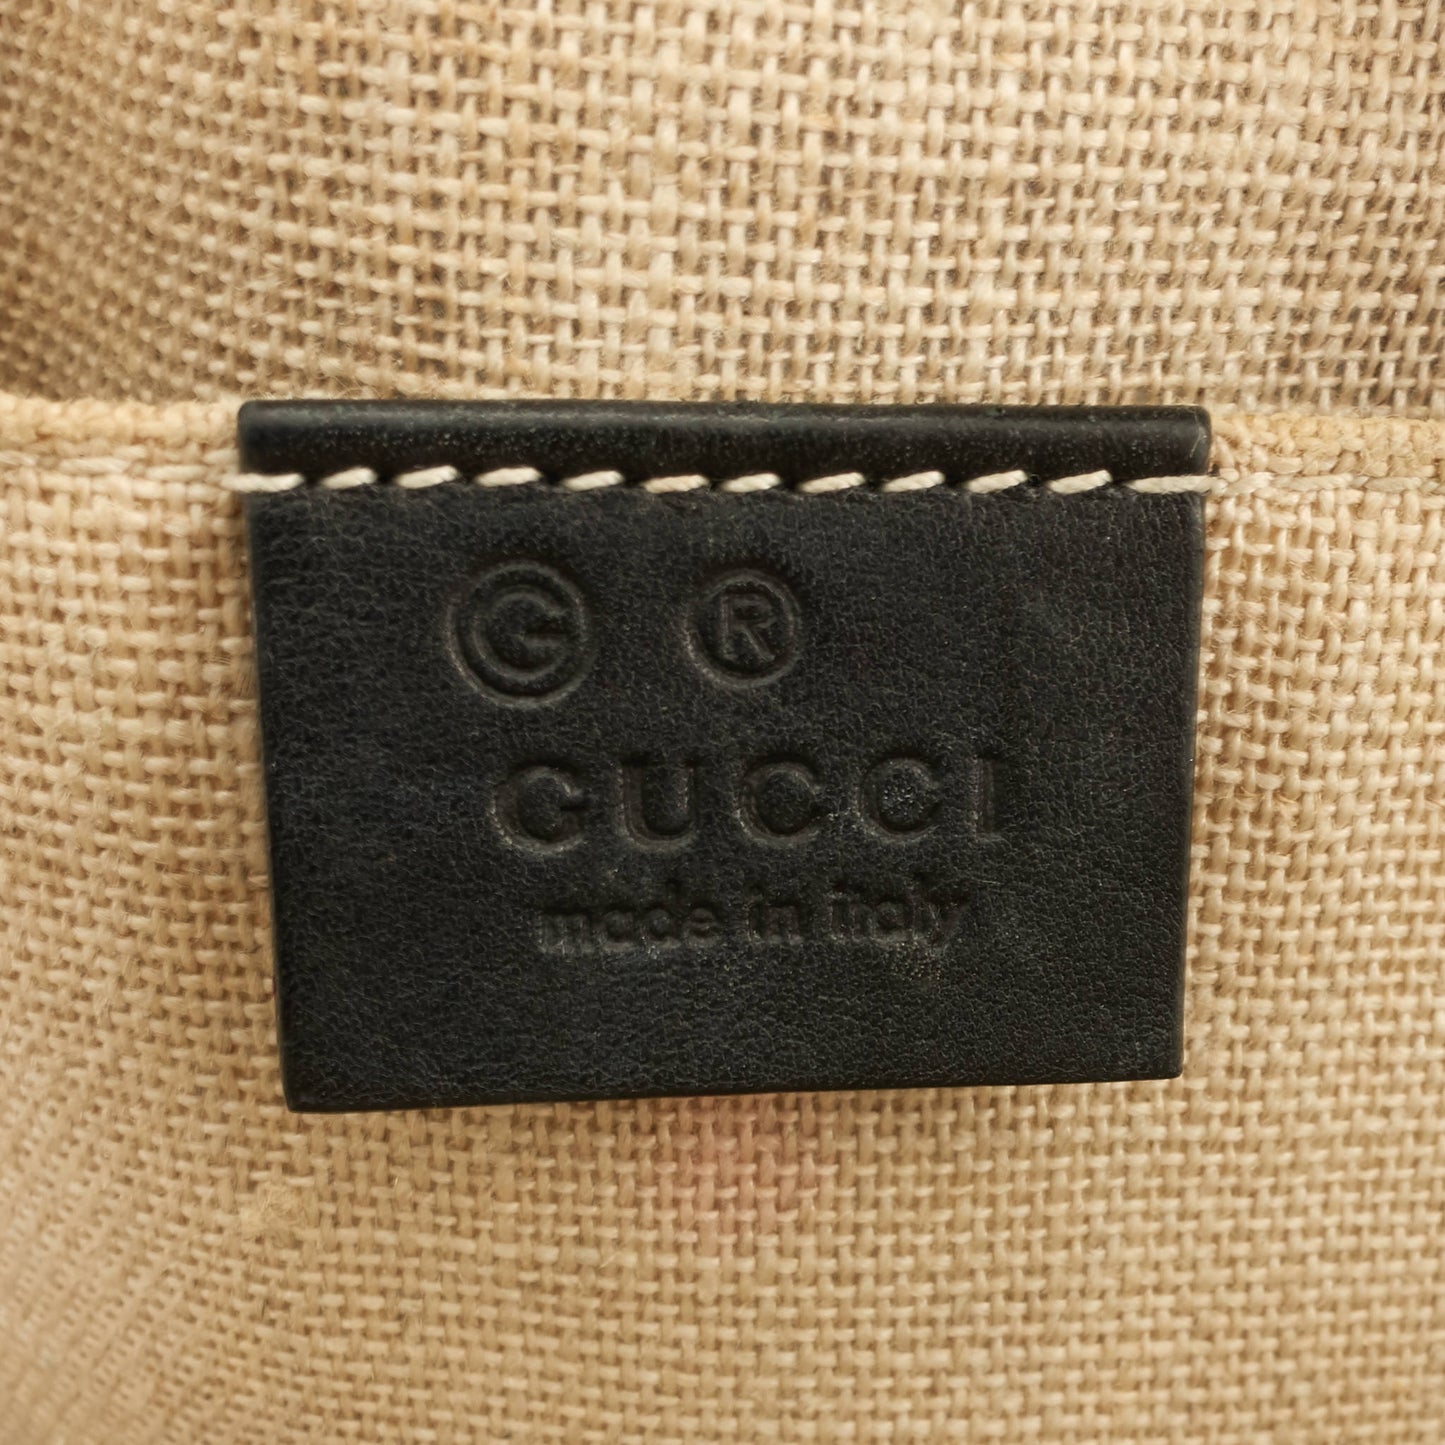 Ⓖ ®
GUCCI
made in italy